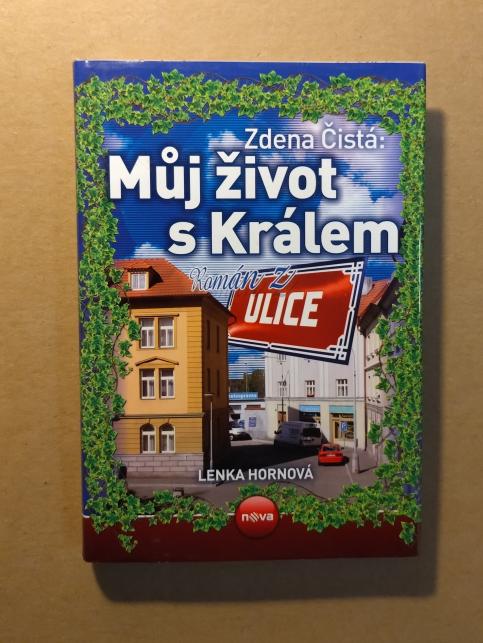 Zdena Čistá:
Můj život
s Králem
Román z
ULICE
LENKA HORNOVÁ
nova